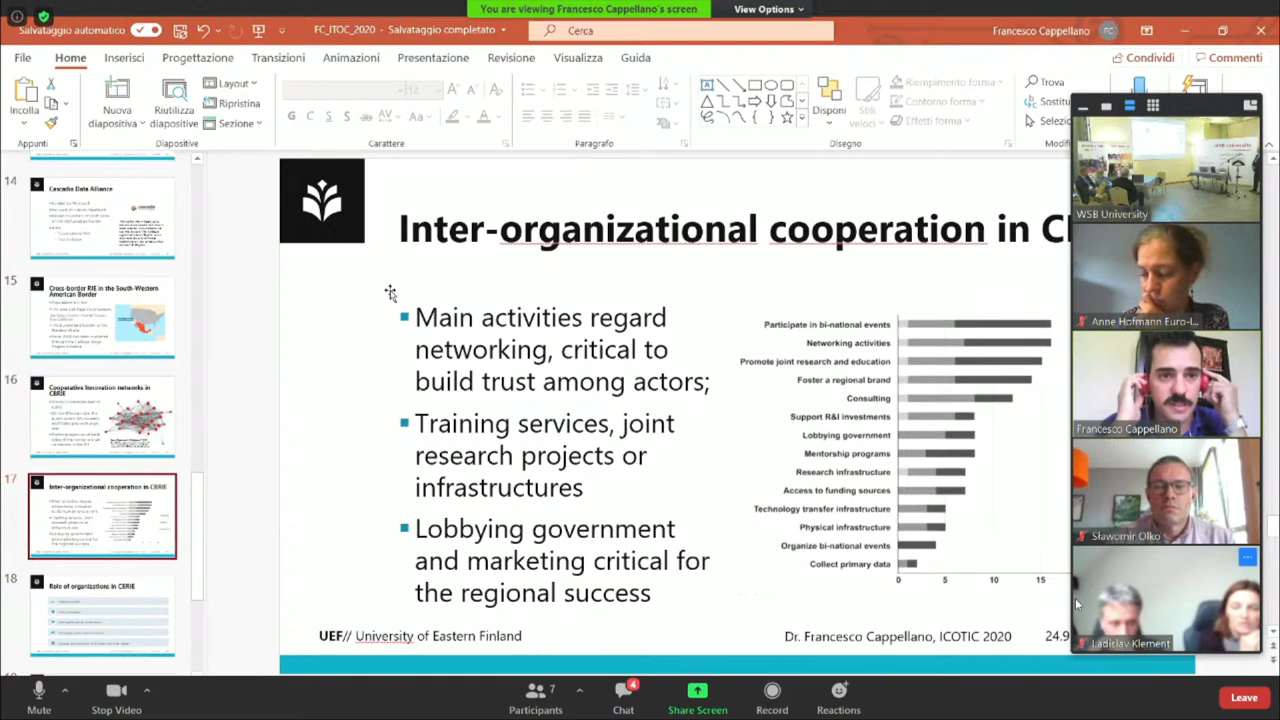 You are viewing Francesco Cappellano's screen
View Options
Salvataggio automatico
FC_ITOC_2020 - Salvataggio completato
Cerca
Francesco Cappellano
FC
File
Home
Inserisci
Progettazione
Transizioni
Animazioni
Presentazione
Revisione
Visualizza
Guida
Condividi
Commenti
Incolla
Nuova diapositiva
Riutilizza diapositive
Layout
Ripristina
Sezione
Disponi
Stili veloci
Riempimento forma
Contorno forma
Effetti forma
Trova
Sostitu
Selezi
Appunti
Diapositive
Carattere
Paragrafo
Disegno
Modif
14
Cascadia Data Alliance
15
Cross-border RIE in the South-Western
American Border
16
Cooperative Innovation networks in
CBRIE
17
Inter-organizational cooperation in CBRIE
18
Role of organizations in CBRIE
Inter-organizational cooperation in C
Main activities regard
networking, critical to
build trust among actors;
Training services, joint
research projects or
infrastructures
Lobbying government
and marketing critical for
the regional success
Participate in bi-national events
Networking activities
Promote joint research and education
Foster a regional brand
Consulting
Support R&I investments
Lobbying government
Mentorship programs
Research infrastructure
Access to funding sources
Technology transfer infrastructure
Physical infrastructure
Organize bi-national events
Collect primary data
0 5 10 15
UEF// University of Eastern Finland
Dr. Francesco Cappellano, ICOTIC 2020
24.9
WSB University
Anne Hofmann Euro-I...
Francesco Cappellano
Sławomir Olko
Ladislav Klement
Mute
Stop Video
7
Participants
4
Chat
Share Screen
Record
Reactions
Leave